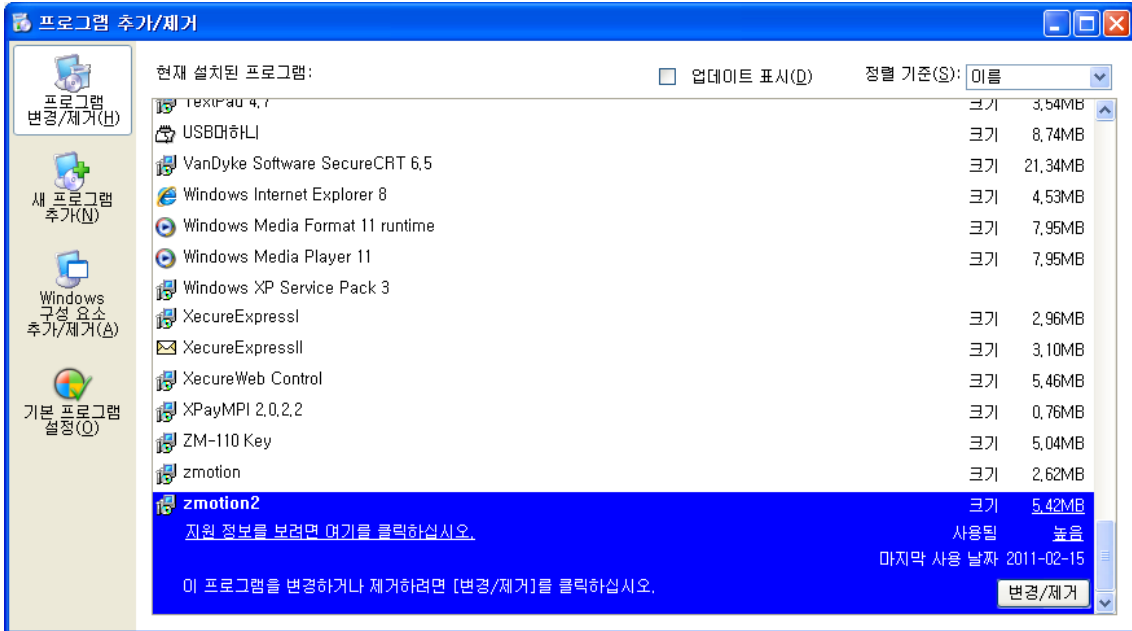 프로그램 추가/제거
프로그램
변경/제거(H)
새 프로그램
추가(N)
Windows
구성 요소
추가/제거(A)
기본 프로그램
설정(O)
현재 설치된 프로그램:
업데이트 표시(D)
정렬 기준(S): 이름
TextPad 4.7 크기 3.54MB
USB머하니 크기 8.74MB
VanDyke Software SecureCRT 6.5 크기 21.34MB
Windows Internet Explorer 8 크기 4.53MB
Windows Media Format 11 runtime 크기 7.95MB
Windows Media Player 11 크기 7.95MB
Windows XP Service Pack 3
XecureExpressI 크기 2.96MB
XecureExpressII 크기 3.10MB
XecureWeb Control 크기 5.46MB
XPayMPI 2.0.2.2 크기 0.76MB
ZM-110 Key 크기 5.04MB
zmotion 크기 2.62MB
zmotion2 크기 5.42MB
지원 정보를 보려면 여기를 클릭하십시오. 사용됨 높음
마지막 사용 날짜 2011-02-15
이 프로그램을 변경하거나 제거하려면 [변경/제거]를 클릭하십시오. 변경/제거